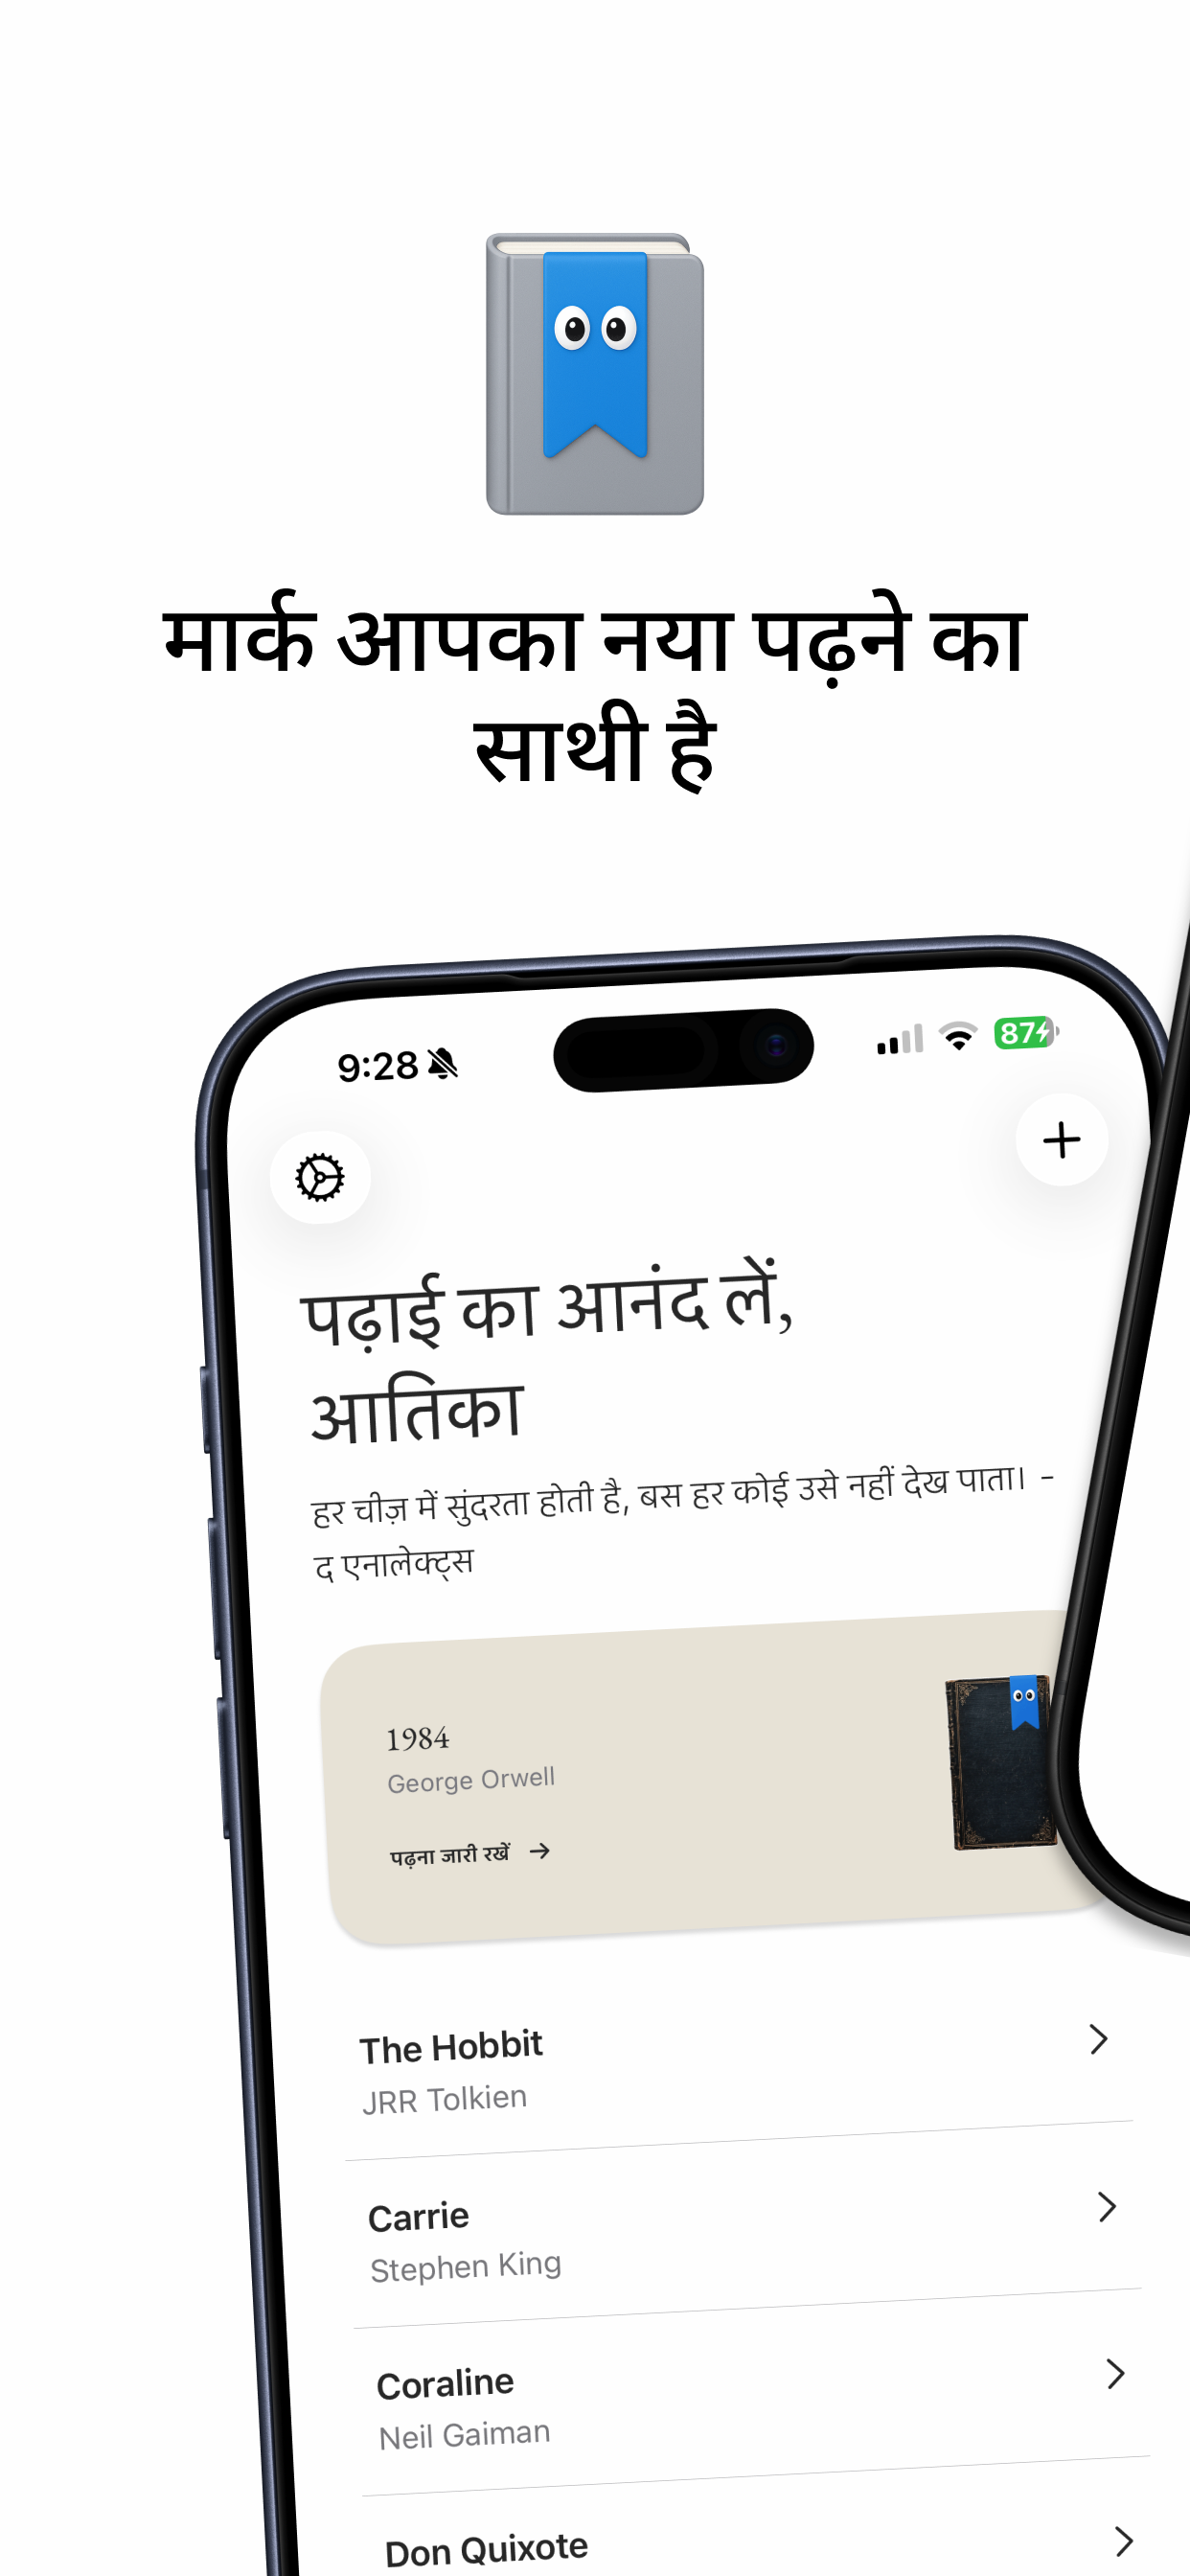 मार्क आपका नया पढ़ने का
साथी है
9:28
87
पढ़ाई का आनंद लें,
आतिका
हर चीज़ में सुंदरता होती है, बस हर कोई उसे नहीं देख पाता। -
द एनालेक्ट्स
1984
George Orwell
पढ़ना जारी रखें →
The Hobbit
JRR Tolkien
Carrie
Stephen King
Coraline
Neil Gaiman
Don Quixote